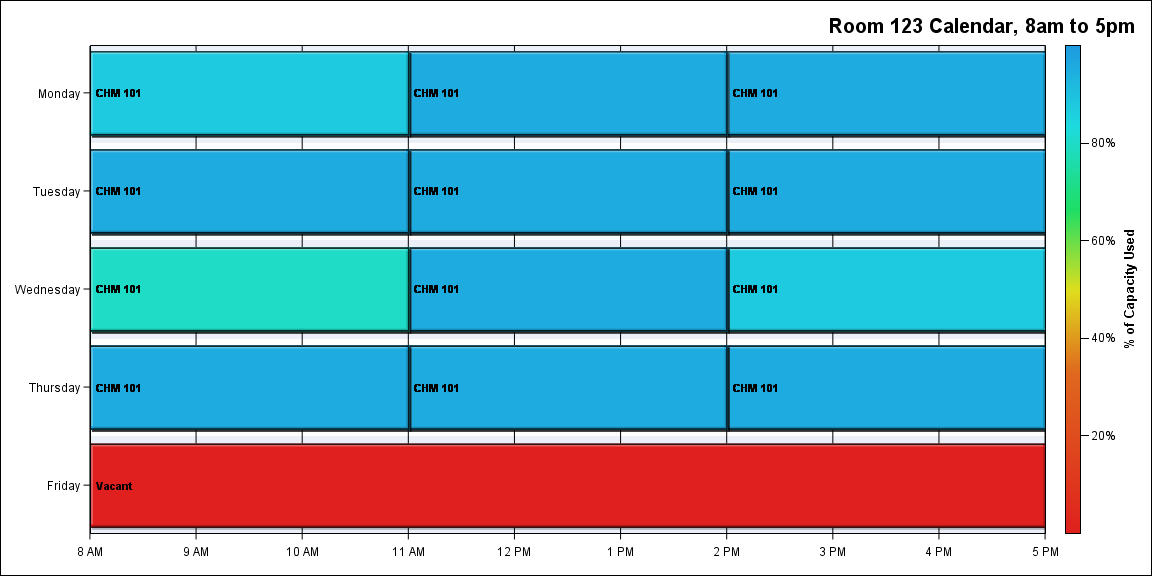 Room 123 Calendar, 8am to 5pm
Monday
CHM 101
CHM 101
CHM 101
Tuesday
CHM 101
CHM 101
CHM 101
Wednesday
CHM 101
CHM 101
CHM 101
Thursday
CHM 101
CHM 101
CHM 101
Friday
Vacant
8 AM
9 AM
10 AM
11 AM
12 PM
1 PM
2 PM
3 PM
4 PM
5 PM
80%
60%
40%
20%
% of Capacity Used